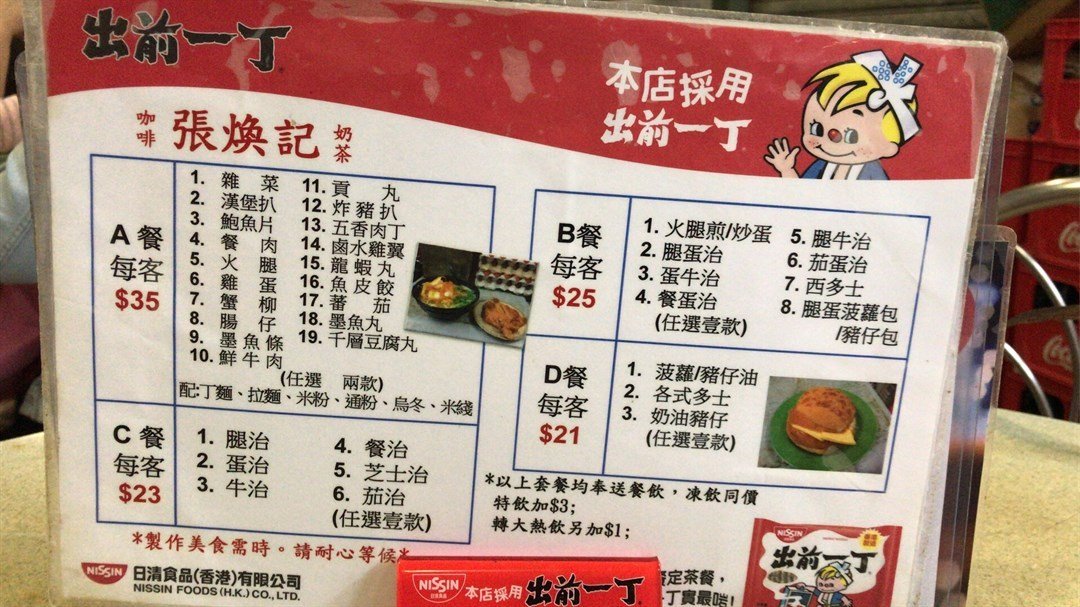 出前一丁
本店採用
出前一丁
咖啡 張煥記 奶茶
A餐
每客
$35
1. 雜菜
2. 漢堡扒
3. 鮑魚片
4. 餐肉
5. 火腿
6. 雞蛋
7. 蟹柳
8. 腸仔
9. 墨魚條
10. 鮮牛肉
11. 貢丸
12. 炸豬扒
13. 五香肉丁
14. 鹵水雞翼
15. 龍蝦丸
16. 魚皮餃
17. 蕃茄
18. 墨魚丸
19. 千層豆腐丸
(任選 兩款)
配:丁麵、拉麵、米粉、通粉、烏冬、米綫
B餐
每客
$25
1. 火腿煎/炒蛋
2. 腿蛋治
3. 蛋牛治
4. 餐蛋治
(任選壹款)
5. 腿牛治
6. 茄蛋治
7. 西多士
8. 腿蛋菠蘿包
/豬仔包
C餐
每客
$23
1. 腿治
2. 蛋治
3. 牛治
4. 餐治
5. 芝士治
6. 茄治
(任選壹款)
D餐
每客
$21
1. 菠蘿/豬仔油
2. 各式多士
3. 奶油豬仔
(任選壹款)
*以上套餐均奉送餐飲，凍飲同價
特飲加$3;
轉大熱飲另加$1;
*製作美食需時。請耐心等候*
NISSIN 日清食品(香港)有限公司
NISSIN FOODS (H.K.) CO., LTD.
NISSIN 本店採用 出前一丁
NISSIN
出前一丁
定茶餐，
丁實最啱!
Coca